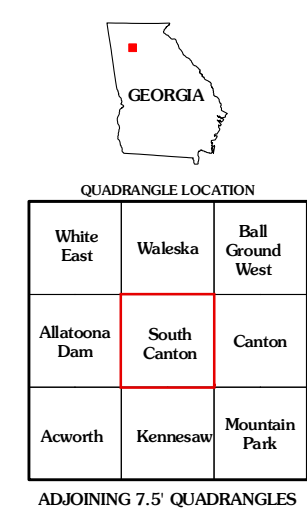 GEORGIA
QUADRANGLE LOCATION
White
East
Waleska
Ball
Ground
West
Allatoona
Dam
South
Canton
Canton
Acworth
Kennesaw
Mountain
Park
ADJOINING 7.5' QUADRANGLES